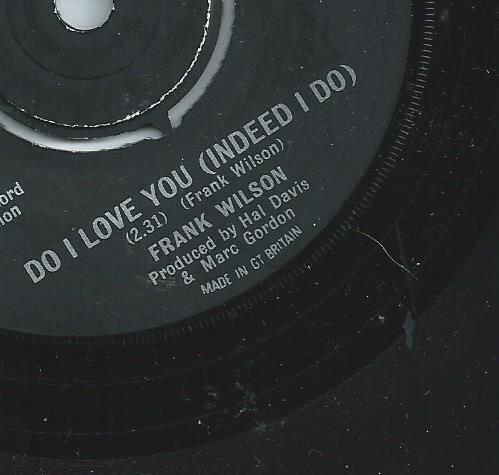 ord
ion
DO I LOVE YOU (INDEED I DO)
(2.31) (Frank Wilson)
FRANK WILSON
Produced by Hal Davis
& Marc Gordon
MADE IN GT BRITAIN